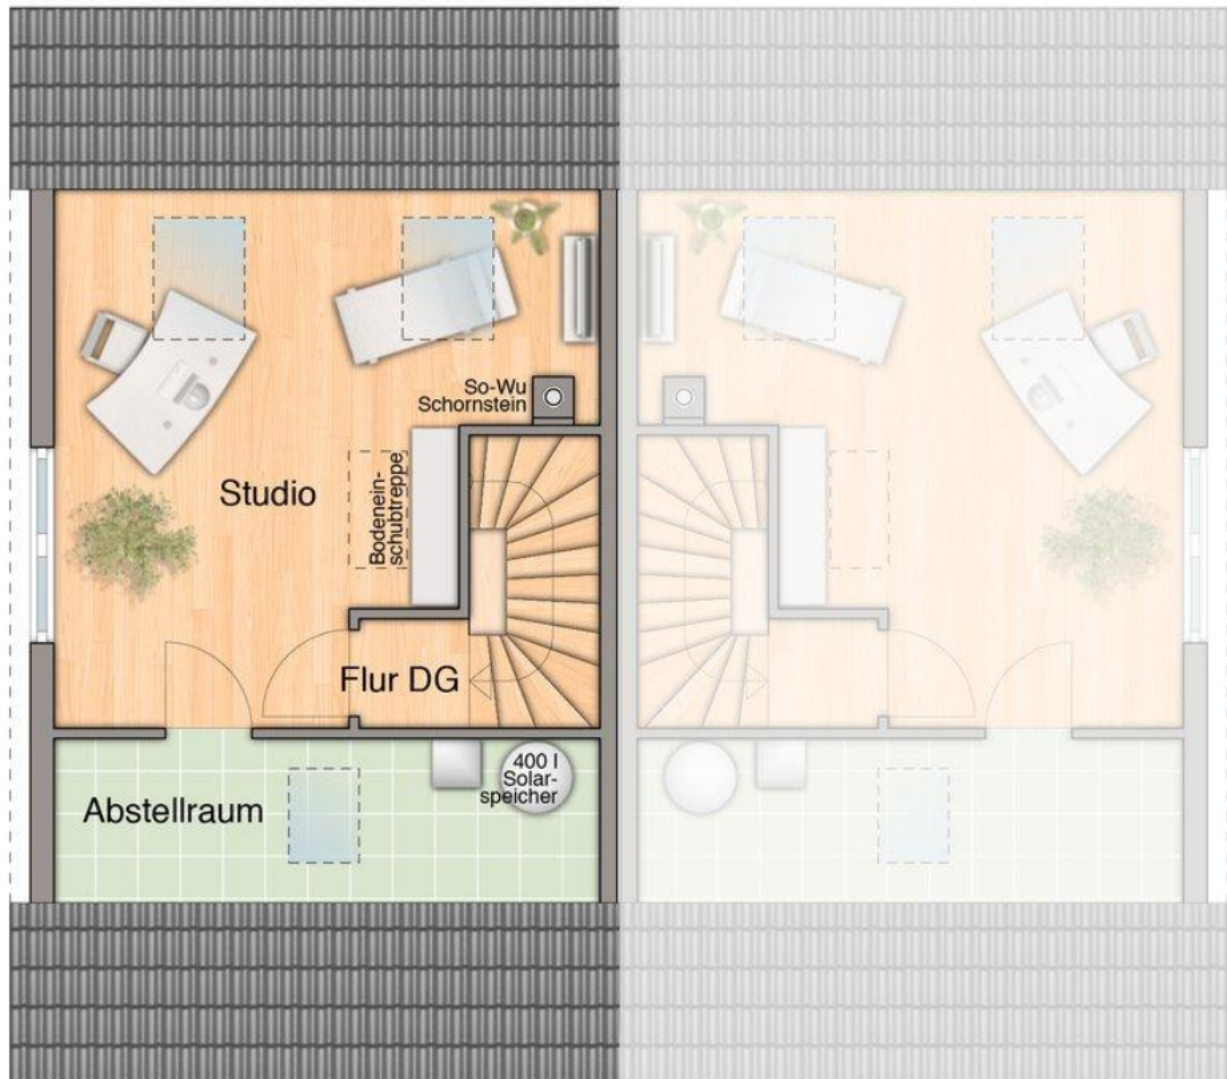 So-Wu
Schornstein
Studio
Bodenein-
schubtreppe
Flur DG
Abstellraum
400 l
Solar-
speicher